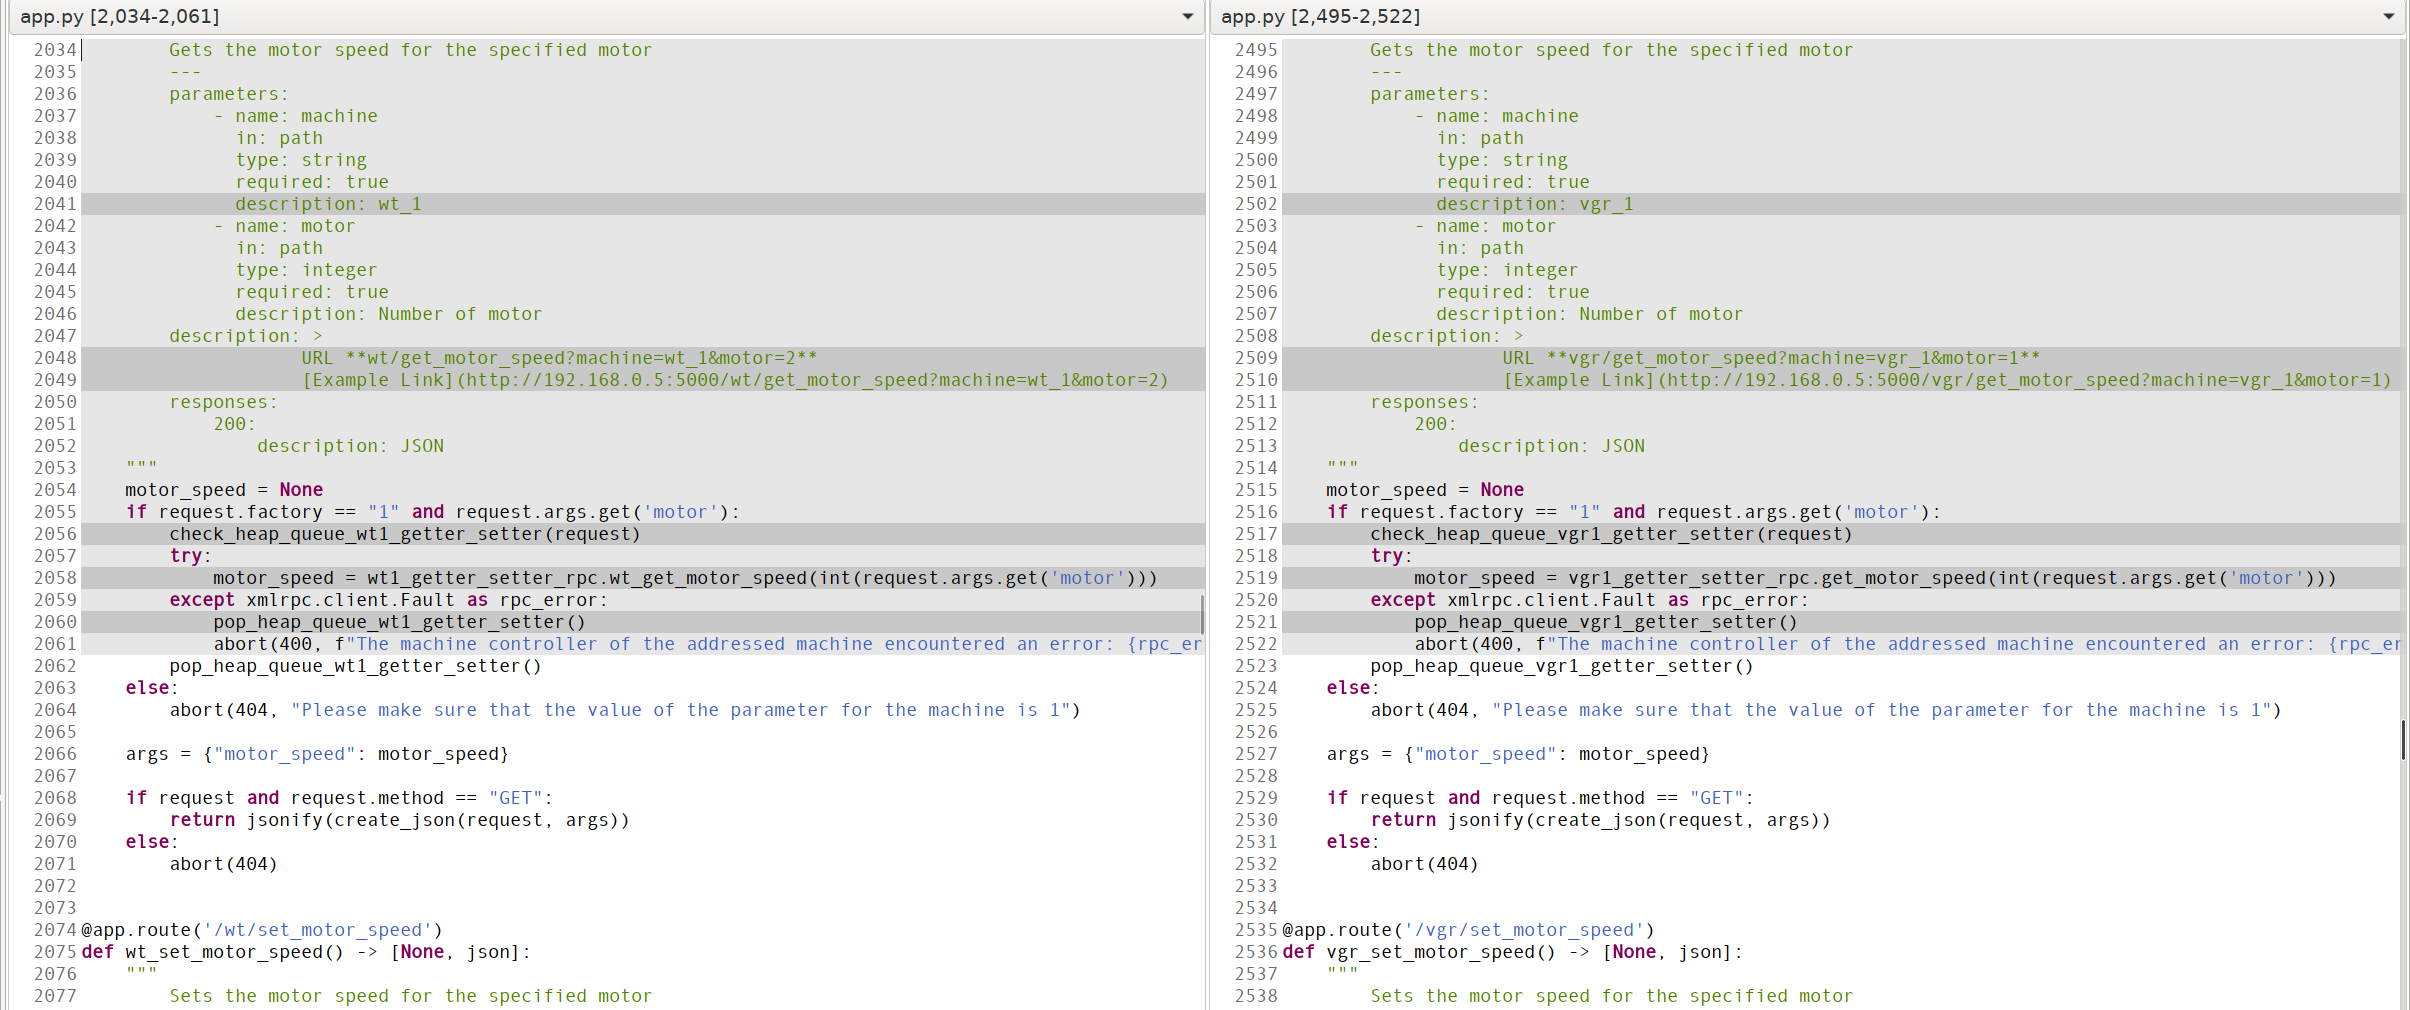 app.py [2,034-2,061]
2034         Gets the motor speed for the specified motor
2035         ---
2036         parameters:
2037             - name: machine
2038               in: path
2039               type: string
2040               required: true
2041               description: wt_1
2042             - name: motor
2043               in: path
2044               type: integer
2045               required: true
2046               description: Number of motor
2047         description: >
2048                     URL **wt/get_motor_speed?machine=wt_1&motor=2**
2049                     [Example Link](http://192.168.0.5:5000/wt/get_motor_speed?machine=wt_1&motor=2)
2050         responses:
2051             200:
2052                 description: JSON
2053     """
2054     motor_speed = None
2055     if request.factory == "1" and request.args.get('motor'):
2056         check_heap_queue_wt1_getter_setter(request)
2057         try:
2058             motor_speed = wt1_getter_setter_rpc.wt_get_motor_speed(int(request.args.get('motor')))
2059         except xmlrpc.client.Fault as rpc_error:
2060             pop_heap_queue_wt1_getter_setter()
2061             abort(400, f"The machine controller of the addressed machine encountered an error: {rpc_er
2062         pop_heap_queue_wt1_getter_setter()
2063     else:
2064         abort(404, "Please make sure that the value of the parameter for the machine is 1")
2065
2066     args = {"motor_speed": motor_speed}
2067
2068     if request and request.method == "GET":
2069         return jsonify(create_json(request, args))
2070     else:
2071         abort(404)
2072
2073
2074 @app.route('/wt/set_motor_speed')
2075 def wt_set_motor_speed() -> [None, json]:
2076     """
2077         Sets the motor speed for the specified motor
app.py [2,495-2,522]
2495         Gets the motor speed for the specified motor
2496         ---
2497         parameters:
2498             - name: machine
2499               in: path
2500               type: string
2501               required: true
2502               description: vgr_1
2503             - name: motor
2504               in: path
2505               type: integer
2506               required: true
2507               description: Number of motor
2508         description: >
2509                     URL **vgr/get_motor_speed?machine=vgr_1&motor=1**
2510                     [Example Link](http://192.168.0.5:5000/vgr/get_motor_speed?machine=vgr_1&motor=1)
2511         responses:
2512             200:
2513                 description: JSON
2514     """
2515     motor_speed = None
2516     if request.factory == "1" and request.args.get('motor'):
2517         check_heap_queue_vgr1_getter_setter(request)
2518         try:
2519             motor_speed = vgr1_getter_setter_rpc.get_motor_speed(int(request.args.get('motor')))
2520         except xmlrpc.client.Fault as rpc_error:
2521             pop_heap_queue_vgr1_getter_setter()
2522             abort(400, f"The machine controller of the addressed machine encountered an error: {rpc_er
2523         pop_heap_queue_vgr1_getter_setter()
2524     else:
2525         abort(404, "Please make sure that the value of the parameter for the machine is 1")
2526
2527     args = {"motor_speed": motor_speed}
2528
2529     if request and request.method == "GET":
2530         return jsonify(create_json(request, args))
2531     else:
2532         abort(404)
2533
2534
2535 @app.route('/vgr/set_motor_speed')
2536 def vgr_set_motor_speed() -> [None, json]:
2537     """
2538         Sets the motor speed for the specified motor